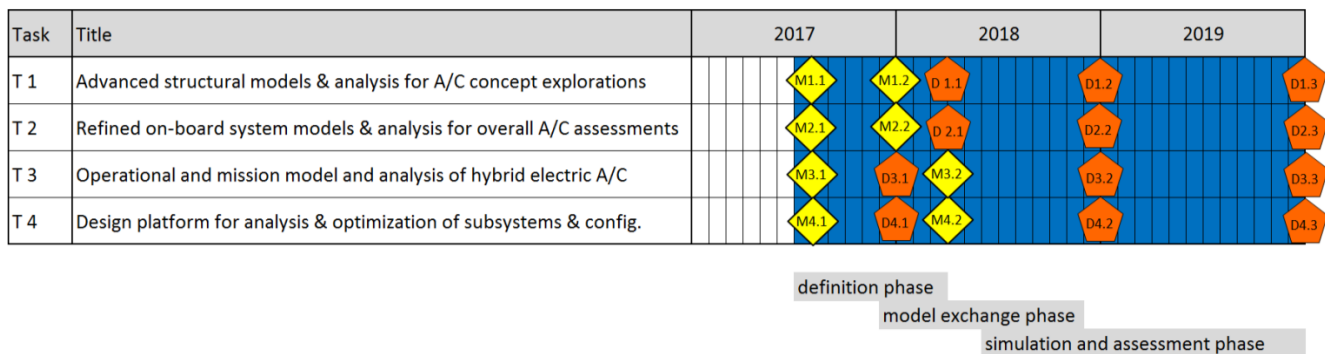 Task Title 2017 2018 2019
T 1 Advanced structural models & analysis for A/C concept explorations M1.1 M1.2 D 1.1 D1.2 D1.3
T 2 Refined on-board system models & analysis for overall A/C assessments M2.1 M2.2 D 2.1 D2.2 D2.3
T 3 Operational and mission model and analysis of hybrid electric A/C M3.1 D3.1 M3.2 D3.2 D3.3
T 4 Design platform for analysis & optimization of subsystems & config. M4.1 D4.1 M4.2 D4.2 D4.3
definition phase
model exchange phase
simulation and assessment phase